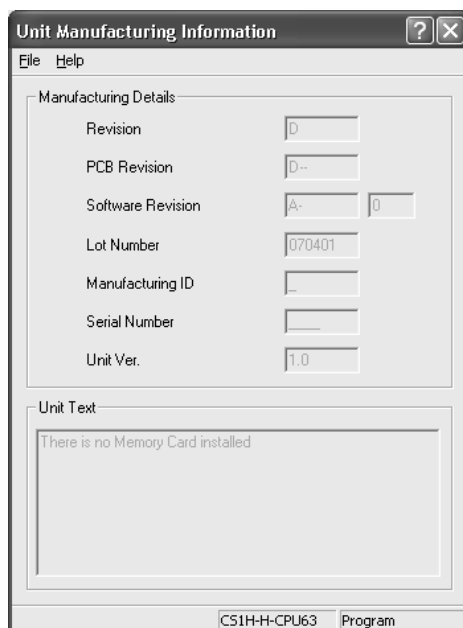 Unit Manufacturing Information
File Help
Manufacturing Details
Revision D
PCB Revision D--
Software Revision A- 0
Lot Number 070401
Manufacturing ID _
Serial Number ____
Unit Ver. 1.0
Unit Text
There is no Memory Card installed
CS1H-H-CPU63 Program